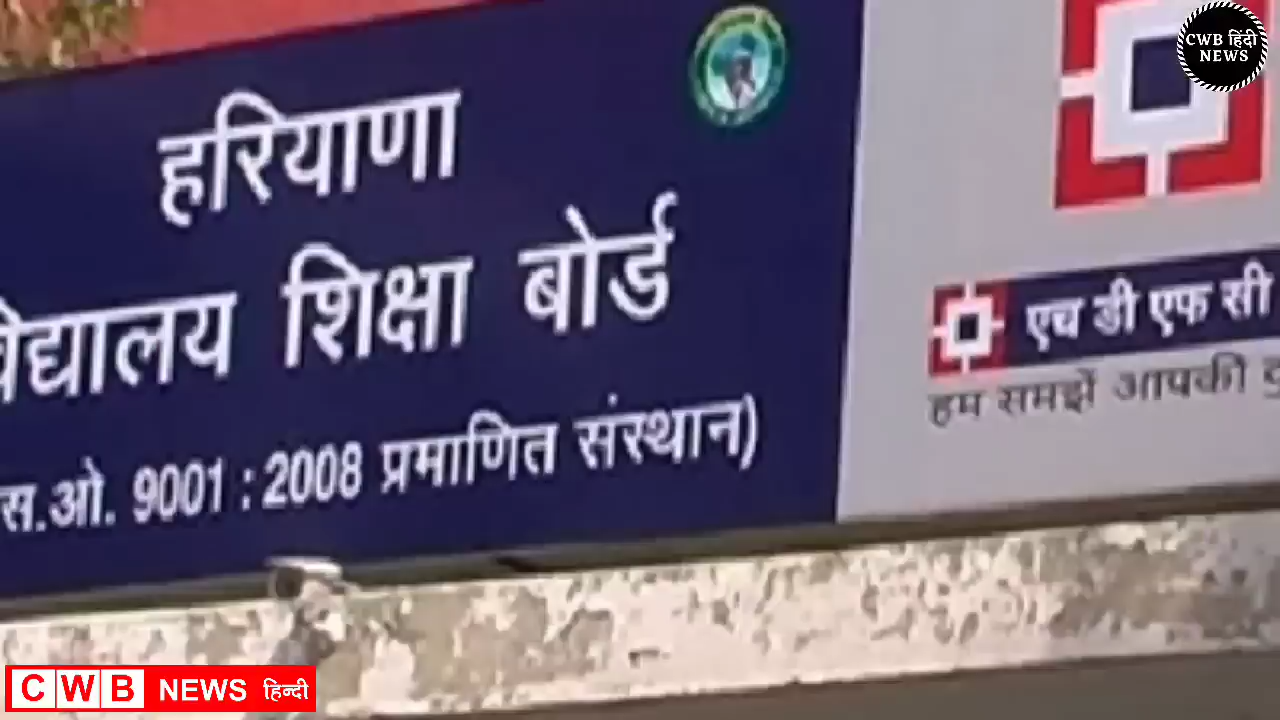 CWB हिंदी
NEWS
हरियाणा
विद्यालय शिक्षा बोर्ड
स.ओ. 9001 : 2008 प्रमाणित संस्थान)
एच डी एफ सी
हम समझें आपकी
CWB NEWS हिन्दी